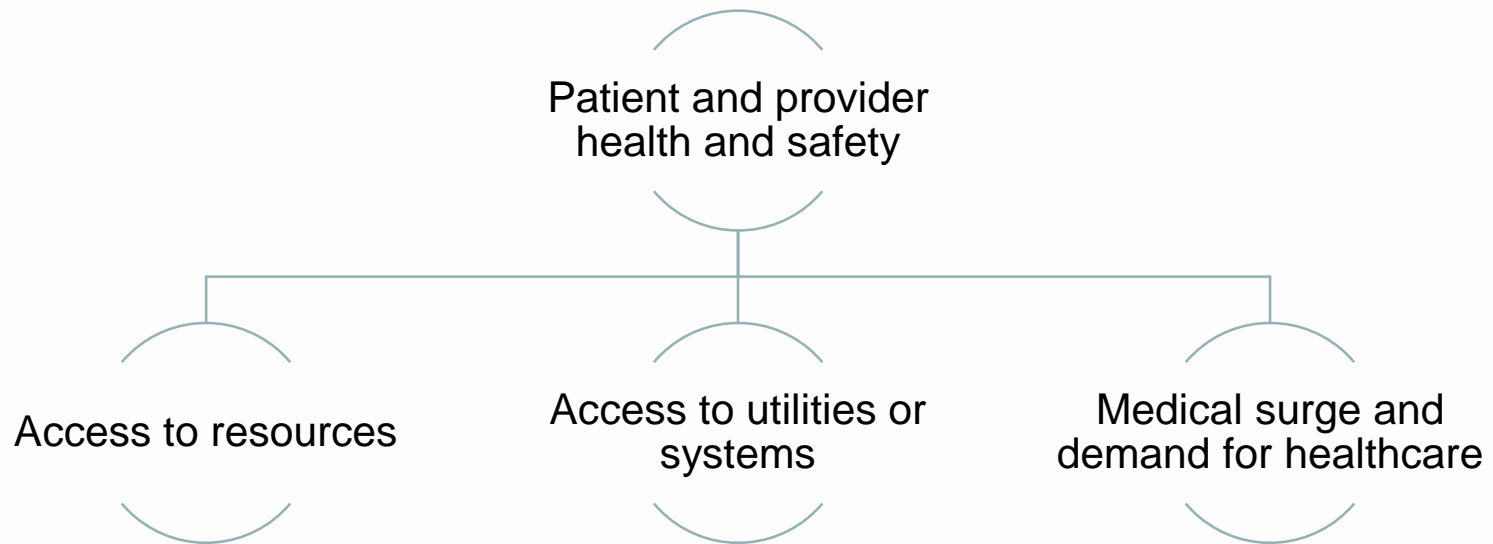 Patient and provider
health and safety
Access to resources
Access to utilities or
systems
Medical surge and
demand for healthcare